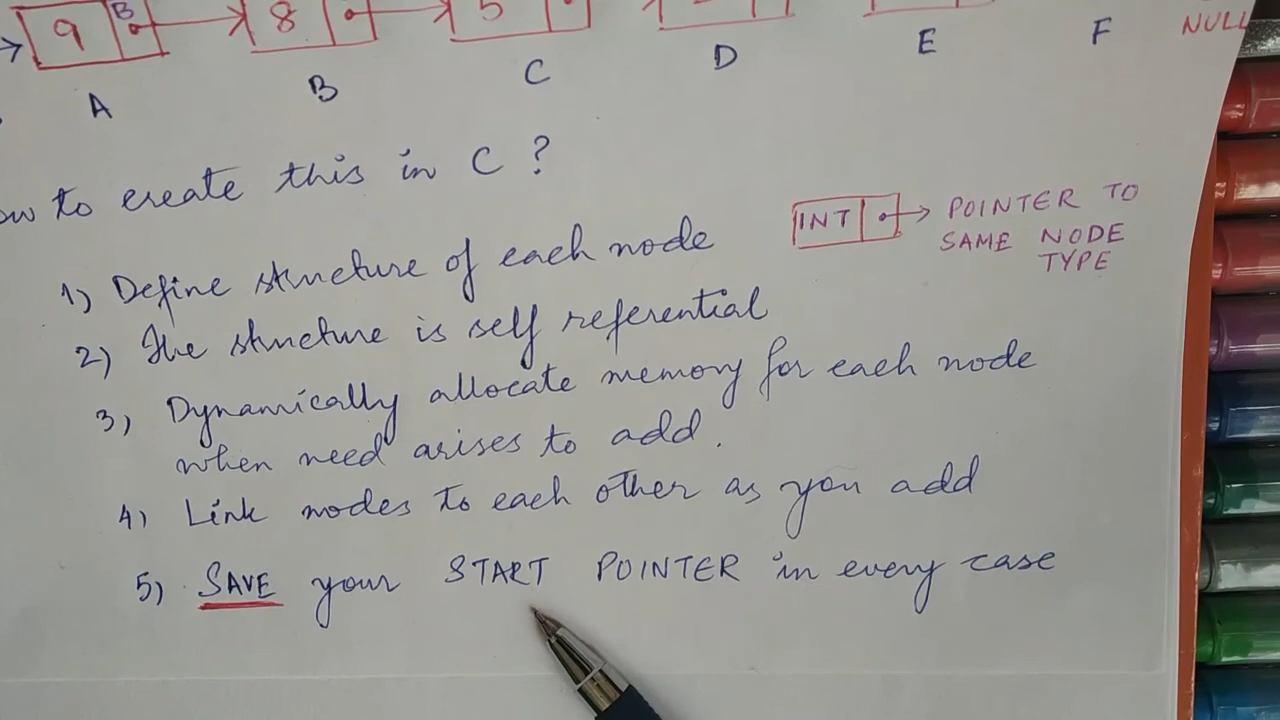 9 B 8 5
A B C D E F NULL
to create this in C ?
INT POINTER TO
SAME NODE
TYPE
1) Define structure of each node
2) The structure is self referential
3) Dynamically allocate memory for each node
when need arises to add.
4) Link nodes to each other as you add
5) SAVE your START POINTER in every case